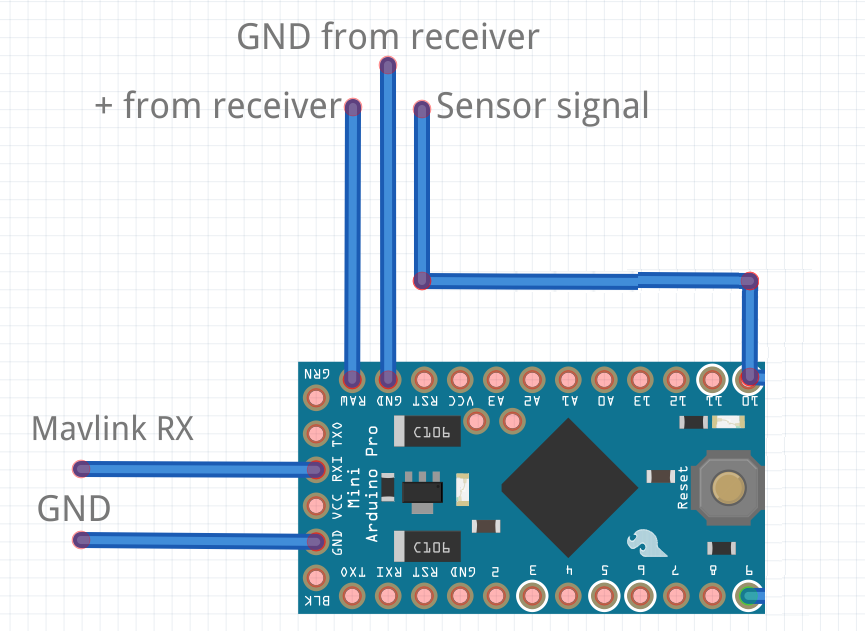 GND from receiver
+ from receiver
Sensor signal
GRN
RAW GND RST VCC A3 A2 A1 A0 13 12 11 10
Mavlink RX
GND
TXO
RXI
VCC
GND
BLK
Mini
Arduino Pro
C106
C106
Reset
TXO RXI RST GND 2 3 4 5 6 7 8 9